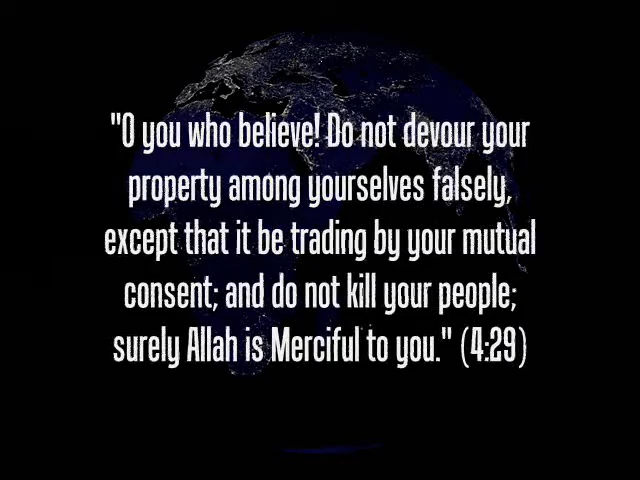 "O you who believe! Do not devour your
property among yourselves falsely,
except that it be trading by your mutual
consent; and do not kill your people;
surely Allah is Merciful to you." (4:29)